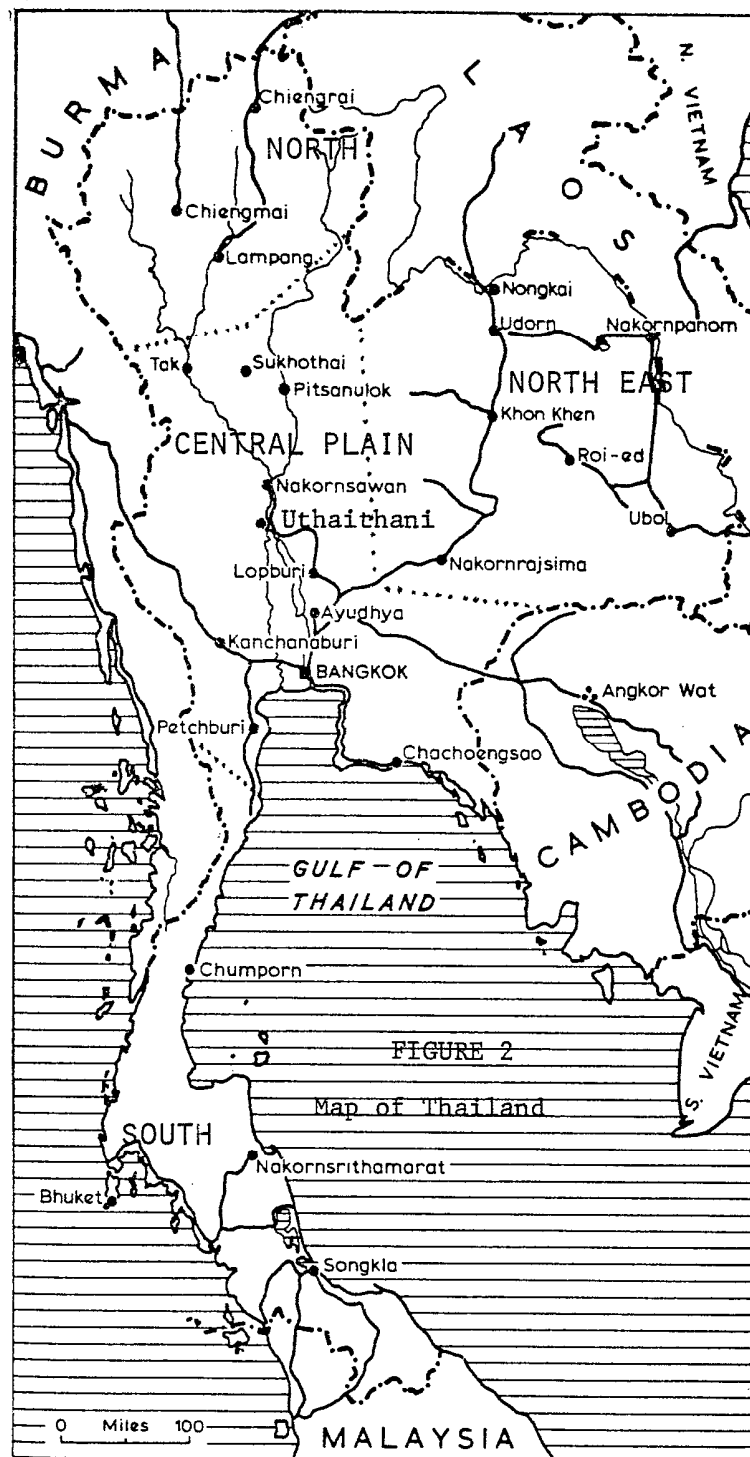 BURMA
LAOS
N. VIETNAM
Chiengrai
NORTH
Chiengmai
Lampang
Nongkai
Udorn
Nakornpanom
Tak
Sukhothai
Pitsanulok
NORTH EAST
Khon Khen
CENTRAL PLAIN
Roi-ed
Nakornsawan
Uthaithani
Ubol
Lopburi
Nakornrajsima
Ayudhya
Kanchanaburi
BANGKOK
Angkor Wat
Petchburi
Chachoengsao
CAMBODIA
GULF-OF
THAILAND
Chumporn
FIGURE 2
Map of Thailand
S. VIETNAM
SOUTH
Nakornsrithamarat
Bhuket
Songkla
0 Miles 100
MALAYSIA